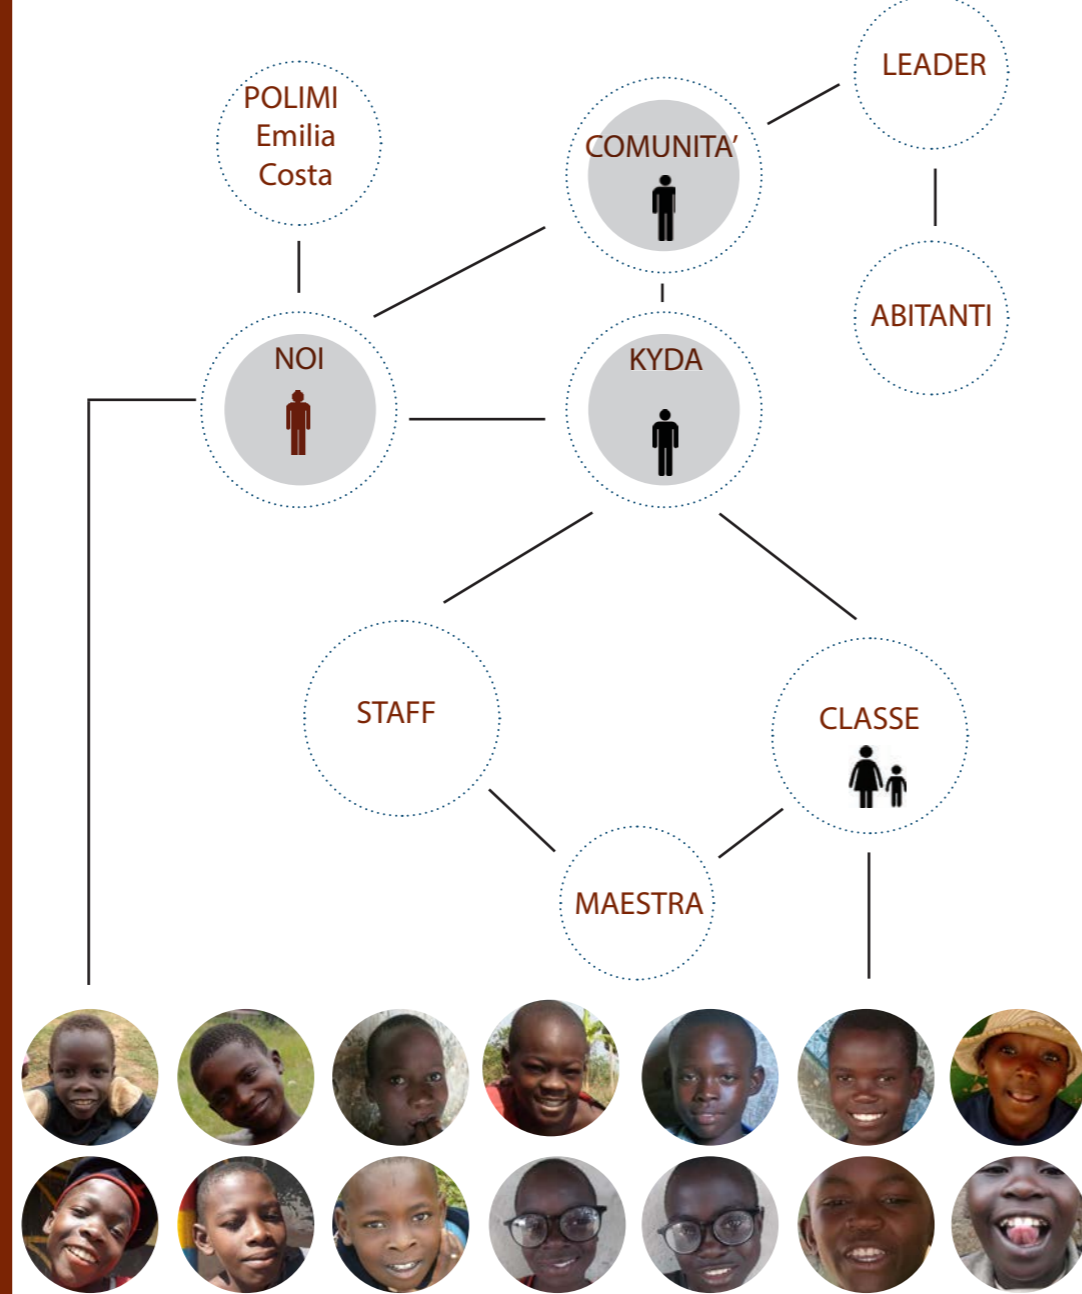 LEADER
POLIMI
Emilia
Costa
COMUNITA’
ABITANTI
NOI
KYDA
STAFF
CLASSE
MAESTRA